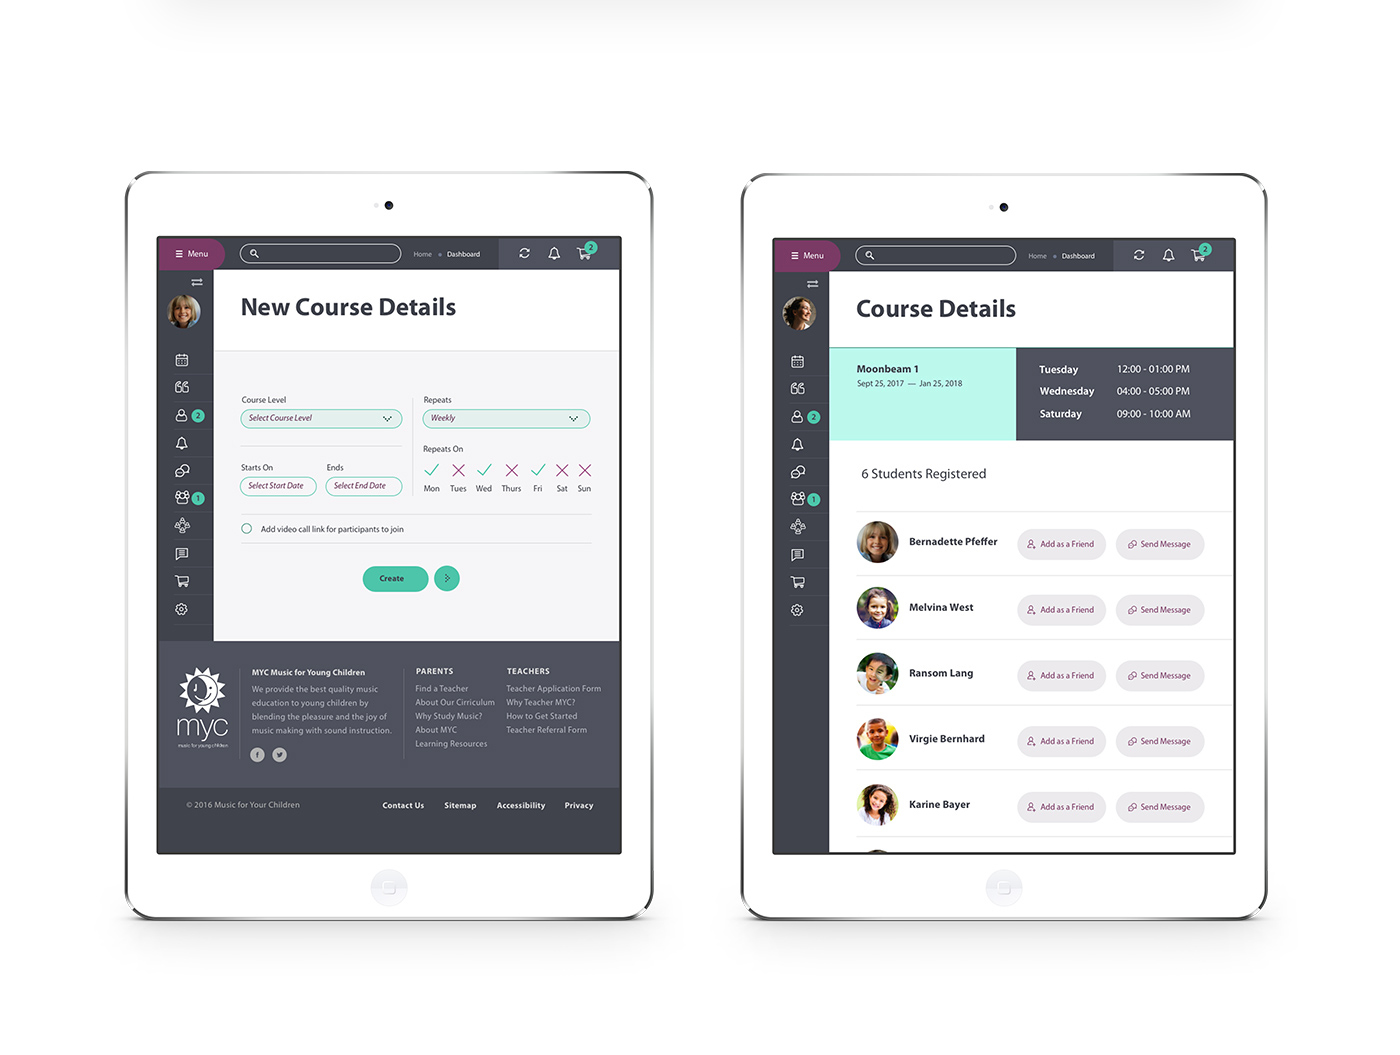 Menu
Home » Dashboard
2
New Course Details
Course Level
Select Course Level
Repeats
Weekly
Repeats On
Mon Tues Wed Thurs Fri Sat Sun
Starts On
Select Start Date
Ends
Select End Date
Add video call link for participants to join
Create
2
1
myc
music for young children
MYC Music for Young Children
We provide the best quality music
education to young children by
blending the pleasure and the joy of
music making with sound instruction.
PARENTS
Find a Teacher
About Our Cirriculum
Why Study Music?
About MYC
Learning Resources
TEACHERS
Teacher Application Form
Why Teacher MYC?
How to Get Started
Teacher Referral Form
© 2016 Music for Your Children
Contact Us Sitemap Accessibility Privacy
Menu
Home » Dashboard
2
Course Details
Moonbeam 1
Sept 25, 2017 — Jan 25, 2018
Tuesday 12:00 - 01:00 PM
Wednesday 04:00 - 05:00 PM
Saturday 09:00 - 10:00 AM
2
1
6 Students Registered
Bernadette Pfeffer Add as a Friend Send Message
Melvina West Add as a Friend Send Message
Ransom Lang Add as a Friend Send Message
Virgie Bernhard Add as a Friend Send Message
Karine Bayer Add as a Friend Send Message